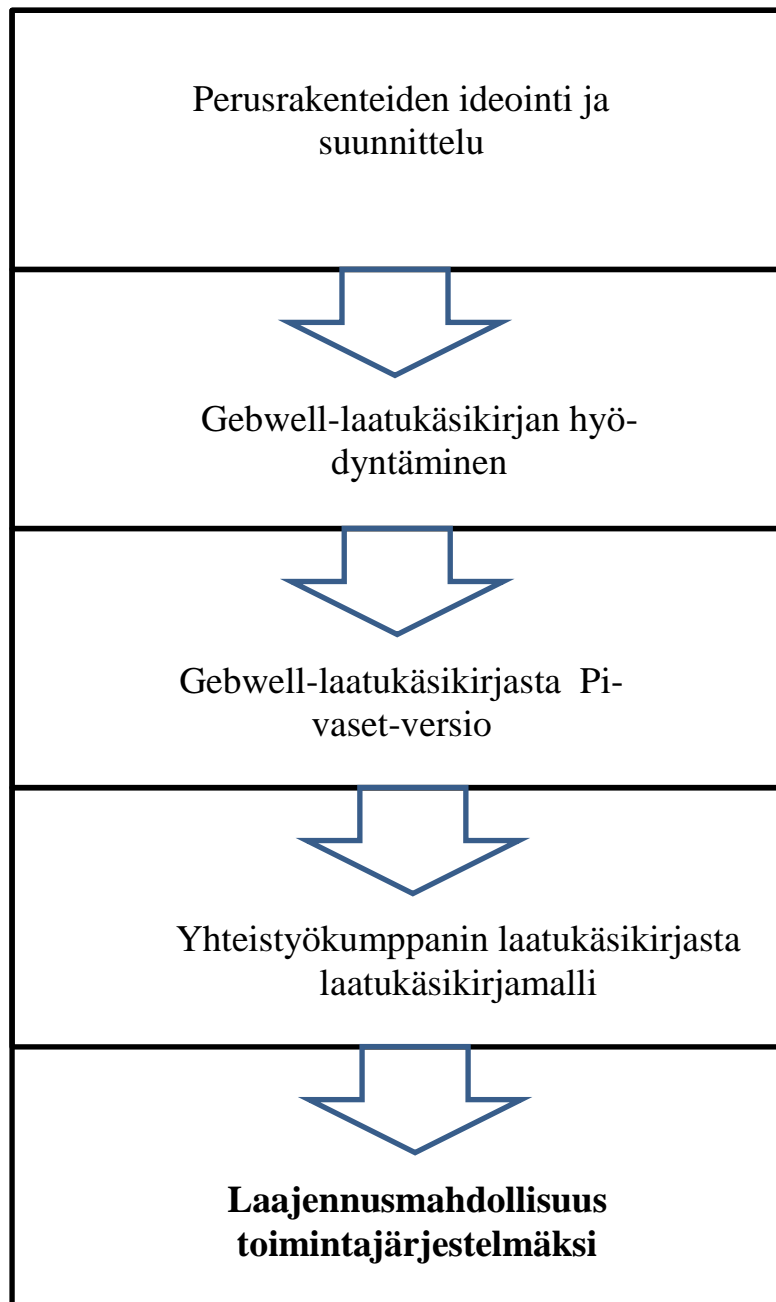 Perusrakenteiden ideointi ja
suunnittelu
Gebwell-laatukäsikirjan hyö-
dyntäminen
Gebwell-laatukäsikirjasta  Pi-
vaset-versio
Yhteistyökumppanin laatukäsikirjasta
laatukäsikirjamalli
Laajennusmahdollisuus
toimintajärjestelmäksi